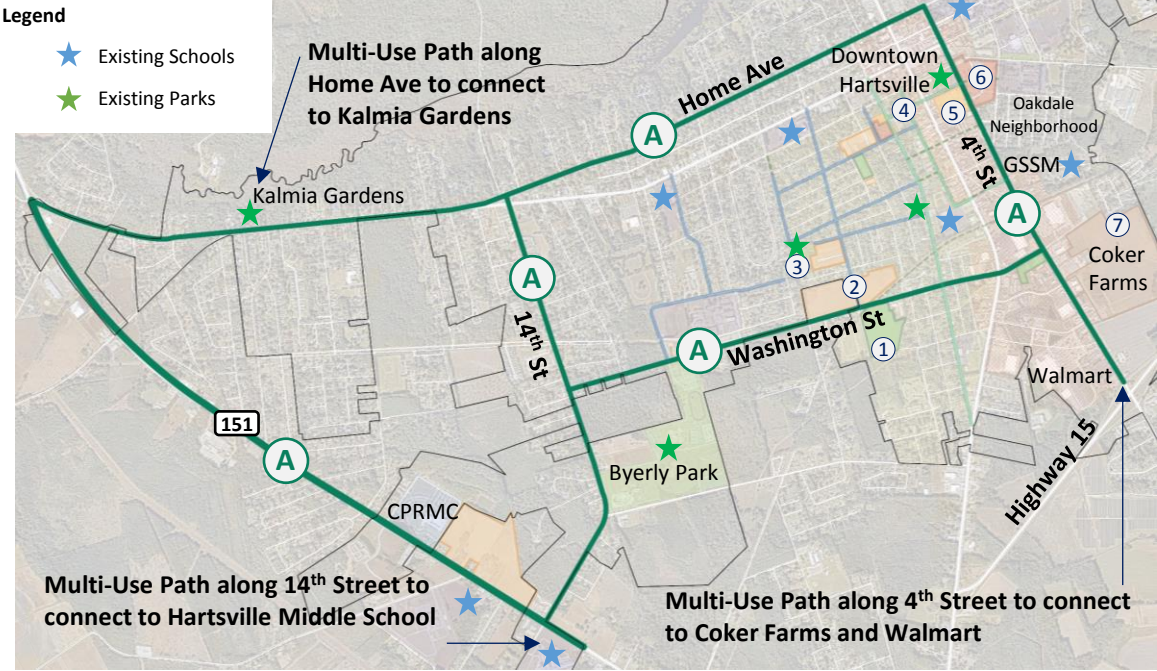 Legend
Existing Schools
Existing Parks
Multi-Use Path along
Home Ave to connect
to Kalmia Gardens
Home Ave
Downtown
Hartsville
6
4
5
Oakdale
Neighborhood
4th St
GSSM
A
A
Kalmia Gardens
7
Coker
Farms
3
2
A
14th St
A
Washington St
1
Walmart
151
A
Byerly Park
Highway 15
CPRMC
Multi-Use Path along 14th Street to
connect to Hartsville Middle School
Multi-Use Path along 4th Street to connect
to Coker Farms and Walmart